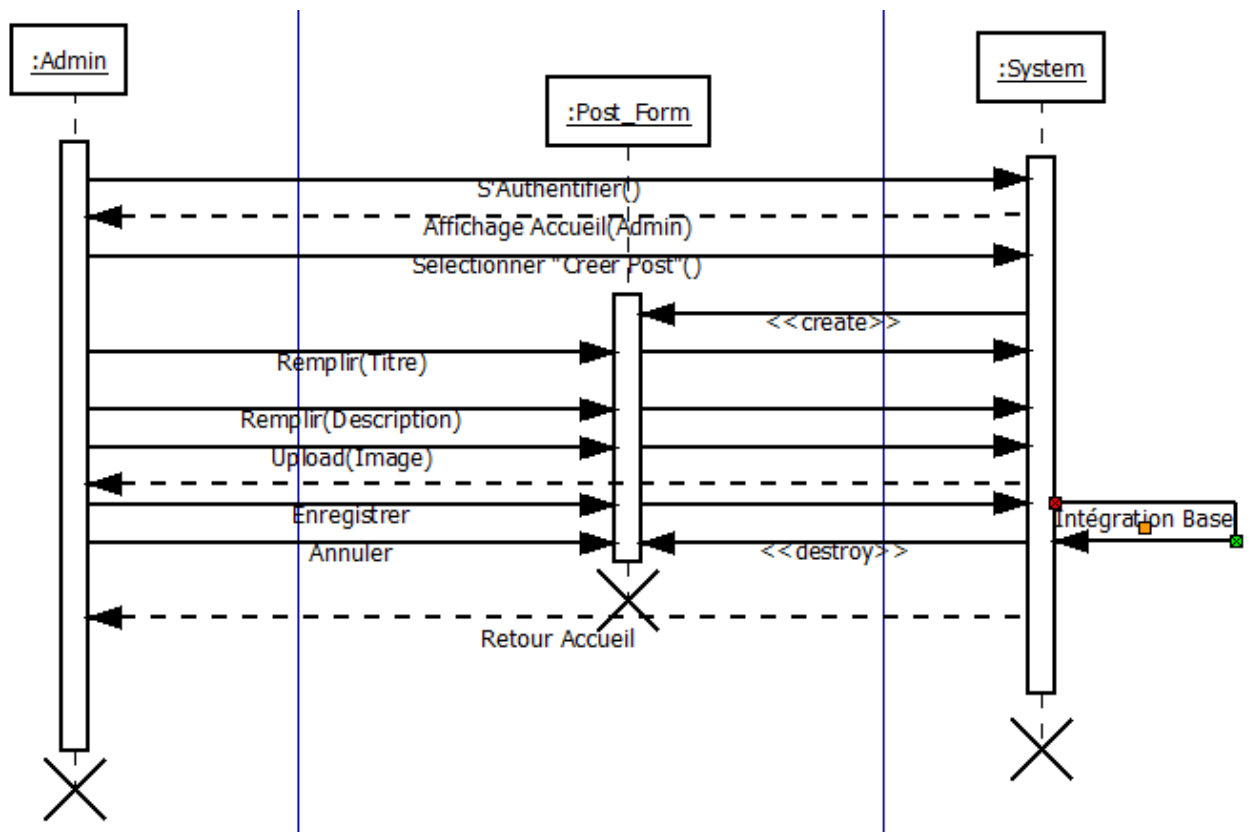 :Admin
:System
:Post_Form
S'Authentifier()
Affichage Accueil(Admin)
Selectionner "Creer Post"()
<<create>>
Remplir(Titre)
Remplir(Description)
Upload(Image)
Enregistrer
Intégration Base
Annuler
<<destroy>>
Retour Accueil